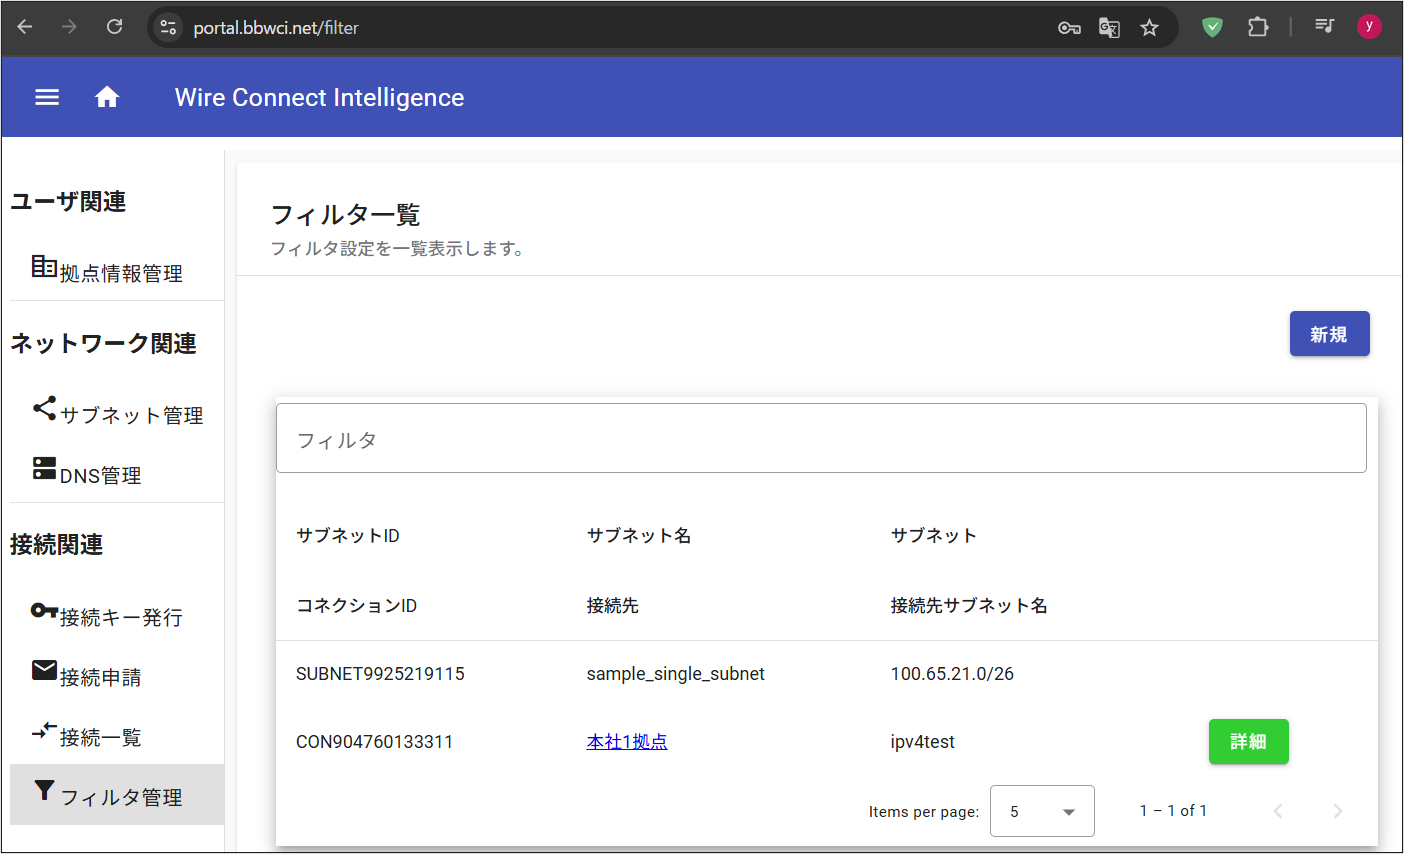 portal.bbwci.net/filter
y
Wire Connect Intelligence
ユーザ関連
拠点情報管理
ネットワーク関連
サブネット管理
DNS管理
接続関連
接続キー発行
接続申請
接続一覧
フィルタ管理
フィルタ一覧
フィルタ設定を一覧表示します。
新規
フィルタ
サブネットID サブネット名 サブネット
コネクションID 接続先 接続先サブネット名
SUBNET9925219115 sample_single_subnet 100.65.21.0/26
CON904760133311 本社1拠点 ipv4test 詳細
Items per page: 5 1 – 1 of 1